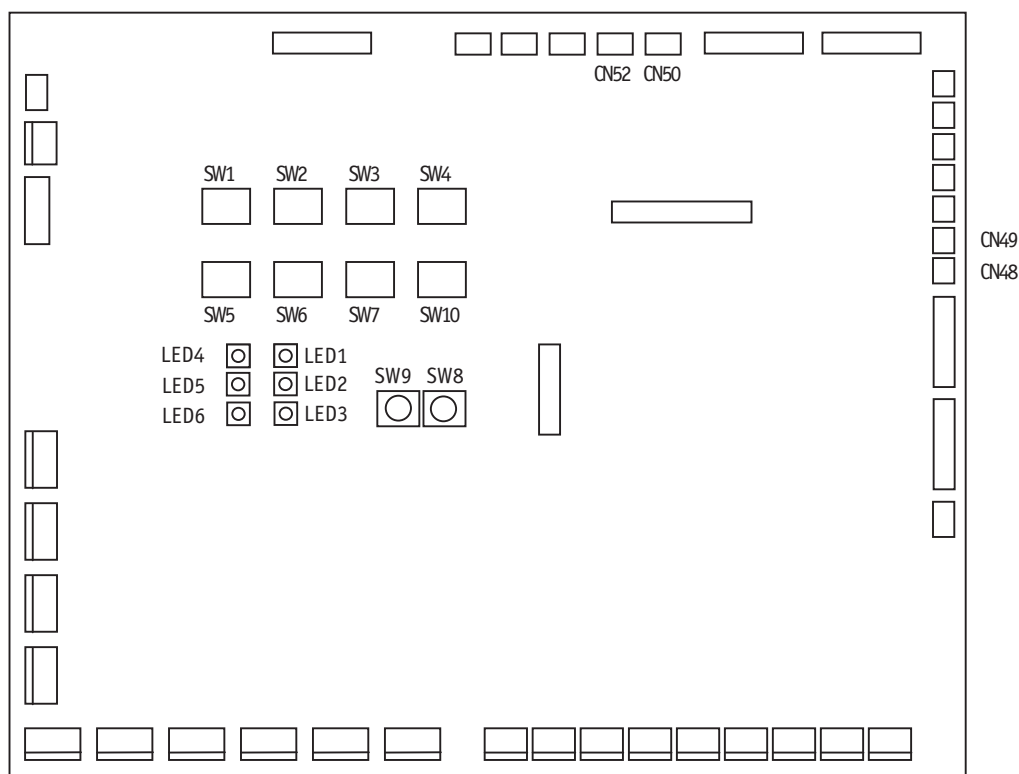 CN52 CN50
SW1 SW2 SW3 SW4
CN49
CN48
SW5 SW6 SW7 SW10
LED4 LED1
LED5 LED2
LED6 LED3
SW9 SW8